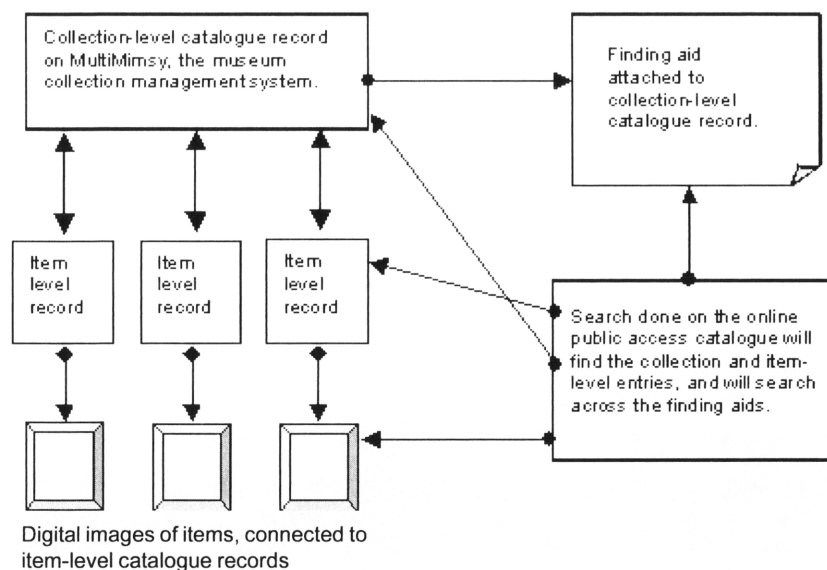 Collection-level catalogue record
on MultiMimsy, the museum
collection management system.
Finding aid
attached to
collection-level
catalogue record.
Item
level
record
Item
level
record
Item
level
record
Search done on the online
public access catalogue will
find the collection and item-
level entries, and will search
across the finding aids.
Digital images of items, connected to
item-level catalogue records